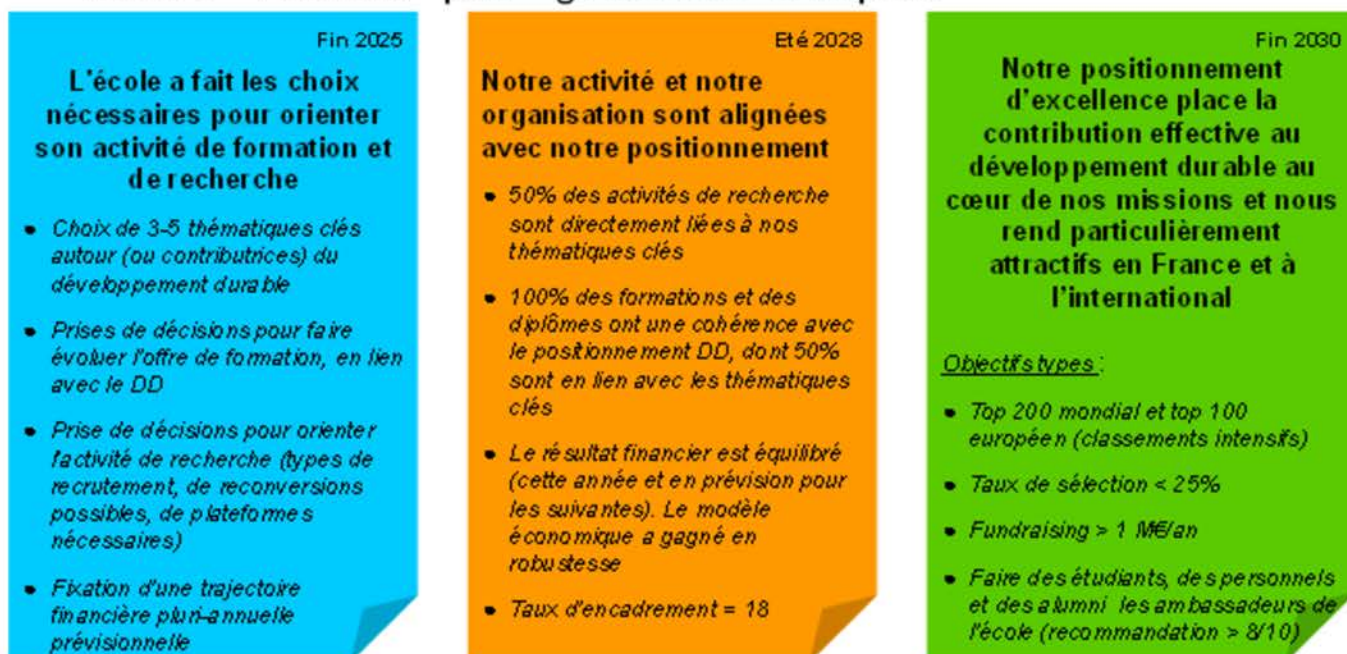 Fin 2025
L'école a fait les choix
nécessaires pour orienter
son activité de formation et
de recherche
• Choix de 3-5 thématiques clés
autour (ou contributrices) du
développement durable
• Prises de décisions pour faire
évoluer l'offre de formation, en lien
avec le DD
• Prise de décisions pour orienter
l'activité de recherche (types de
recrutement, de reconversions
possibles, de plateformes
nécessaires)
• Fixation d'une trajectoire
financière pluri-annuelle
prévisionnelle
Eté 2028
Notre activité et notre
organisation sont alignées
avec notre positionnement
• 50% des activités de recherche
sont directement liées à nos
thématiques clés
• 100% des formations et des
diplômes ont une cohérence avec
le positionnement DD, dont 50%
sont en lien avec les thématiques
clés
• Le résultat financier est équilibré
(cette année et en prévision pour
les suivantes). Le modèle
économique a gagné en
robustesse
• Taux d'encadrement = 18
Fin 2030
Notre positionnement
d'excellence place la
contribution effective au
développement durable au
cœur de nos missions et nous
rend particulièrement
attractifs en France et à
l'international
Objectifs types :
• Top 200 mondial et top 100
européen (classements intensifs)
• Taux de sélection < 25%
• Fundraising > 1 M€/an
• Faire des étudiants, des personnels
et des alumni les ambassadeurs de
l'école (recommandation > 8/10)